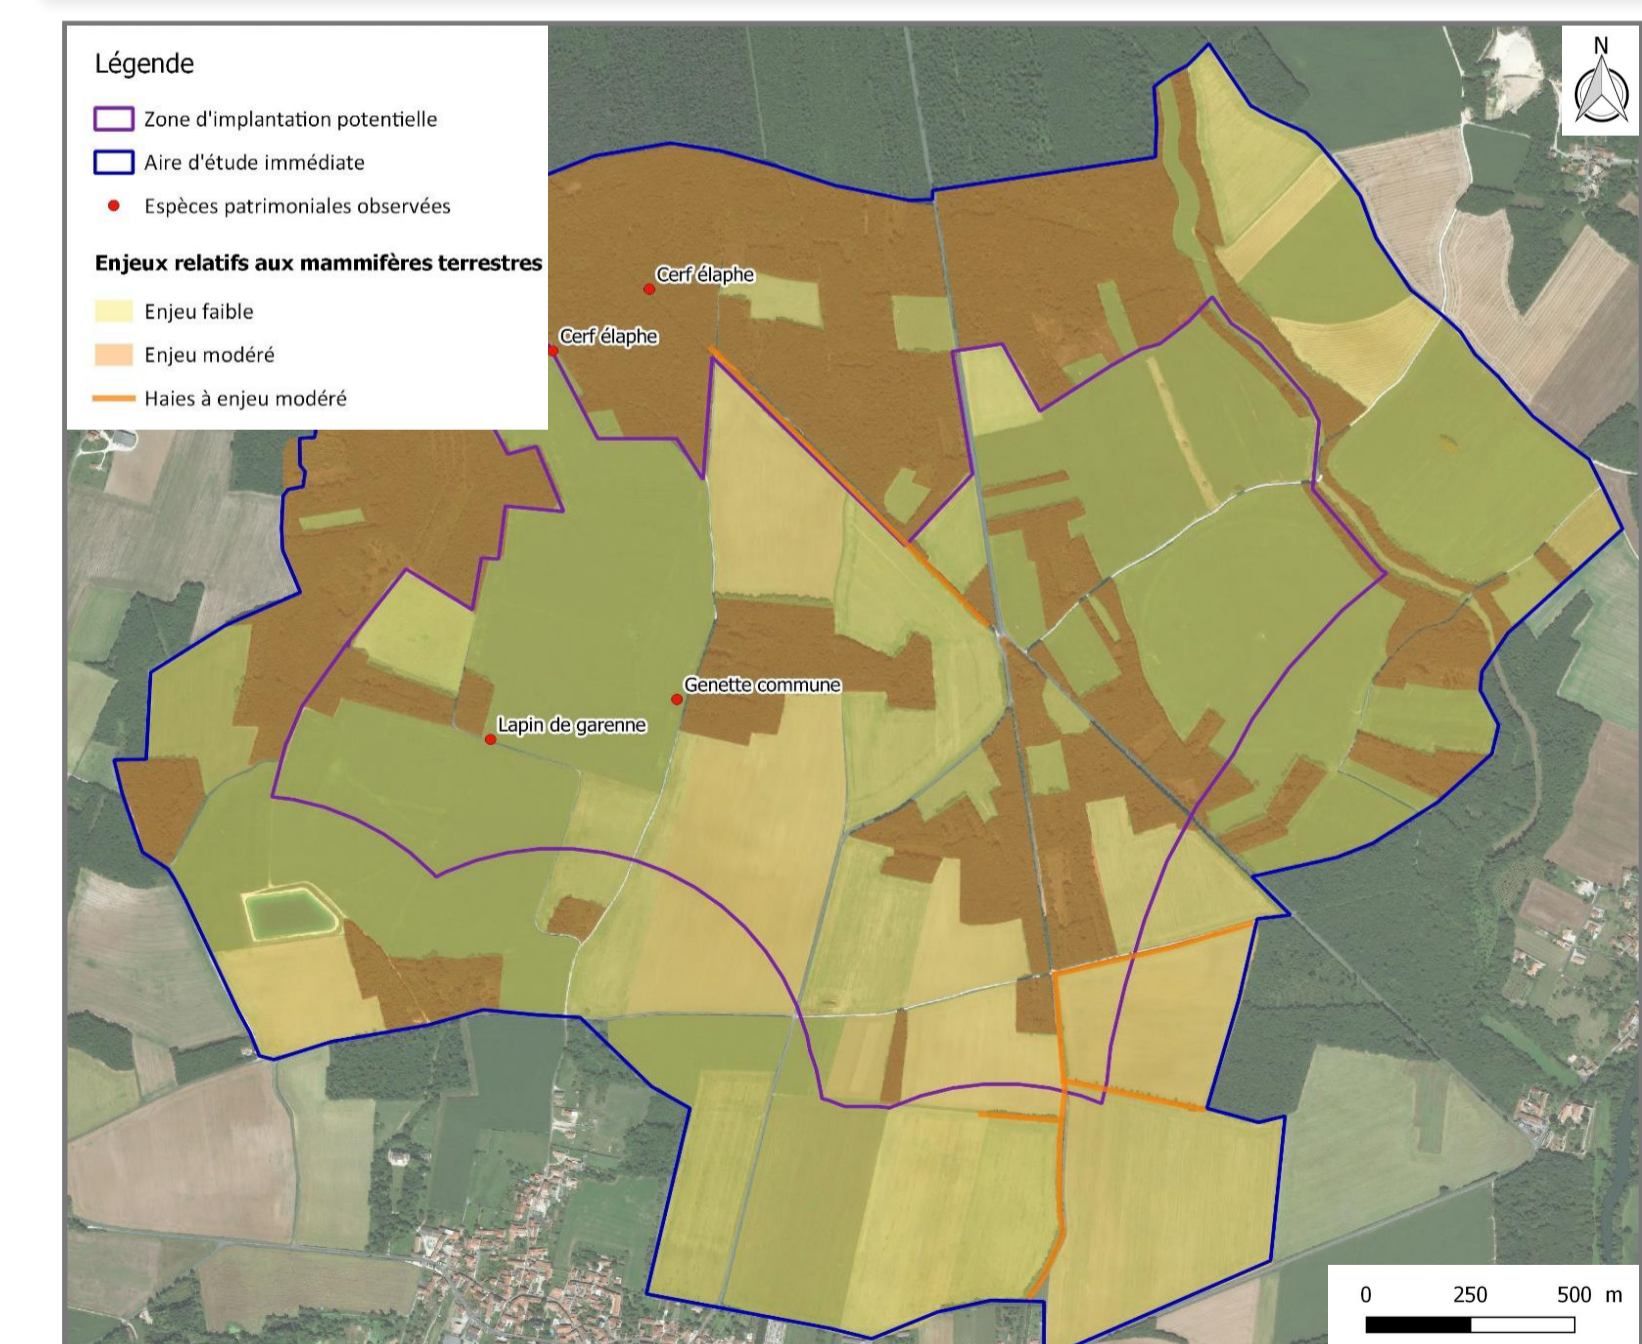 Légende
Zone d'implantation potentielle
Aire d'étude immédiate
Espèces patrimoniales observées
Enjeux relatifs aux mammifères terrestres
Enjeu faible
Enjeu modéré
Haies à enjeu modéré
N
Cerf élaphe
Cerf élaphe
Genette commune
Lapin de garenne
0 250 500 m